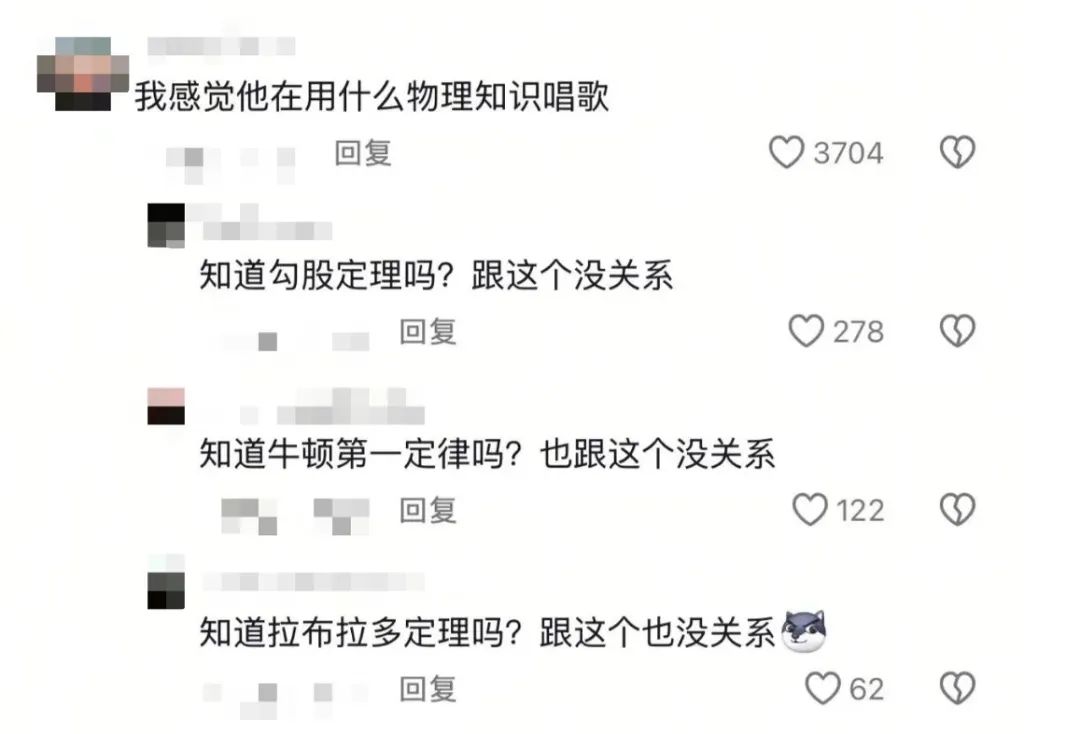 我感觉他在用什么物理知识唱歌
回复 3704
知道勾股定理吗？跟这个没关系
回复 278
知道牛顿第一定律吗？也跟这个没关系
回复 122
知道拉布拉多定理吗？跟这个也没关系
回复 62